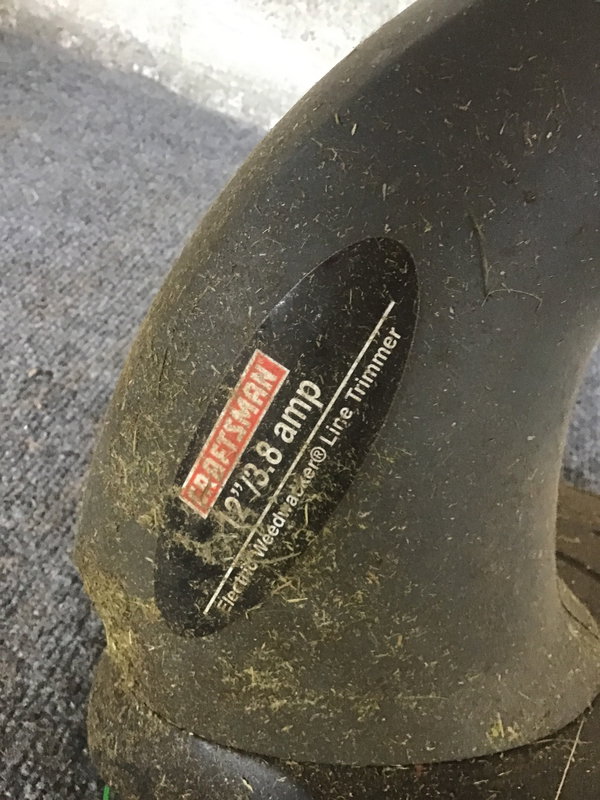 CRAFTSMAN
12"/3.8 amp
Electric Weedwacker® Line Trimmer